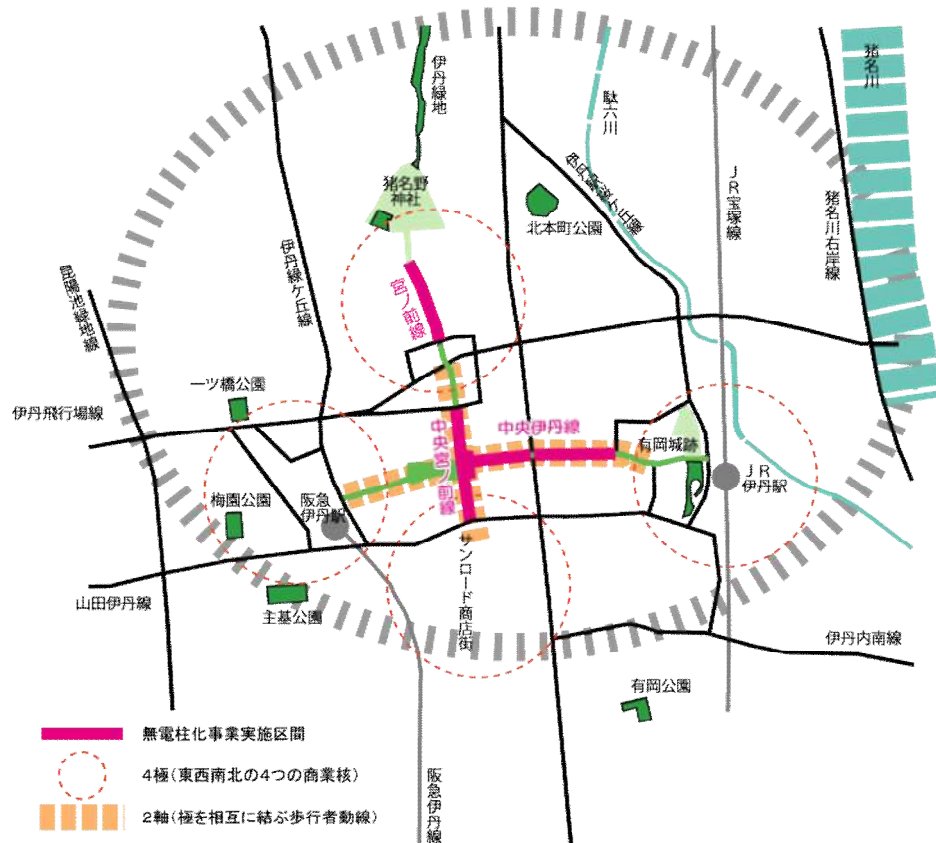 伊丹緑地
猪名川
駄六川
猪名野
神社
JR宝塚線
北本町公園
猪名川右岸線
伊丹緑ケ丘線
昆陽池緑地線
宮ノ前線
一ツ橋公園
伊丹飛行場線
中央伊丹線
中央宮ノ前線
有岡城跡
JR
伊丹駅
梅園公園
阪急
伊丹駅
サンロード商店街
山田伊丹線
主基公園
伊丹内南線
有岡公園
無電柱化事業実施区間
4極(東西南北の4つの商業核)
2軸(極を相互に結ぶ歩行者動線)
阪急伊丹線